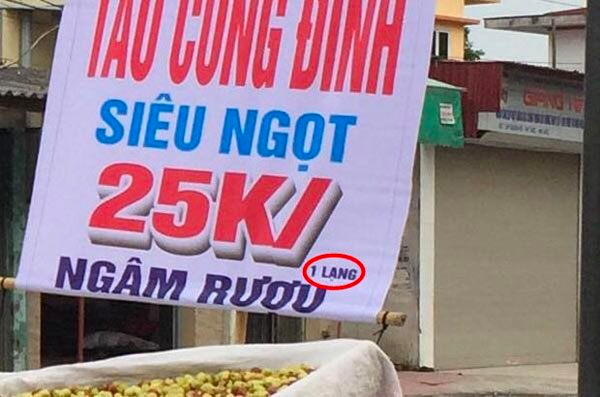 TÁO CUNG ĐÌNH
SIÊU NGỌT
25K/
1 LẠNG
NGÂM RƯỢU